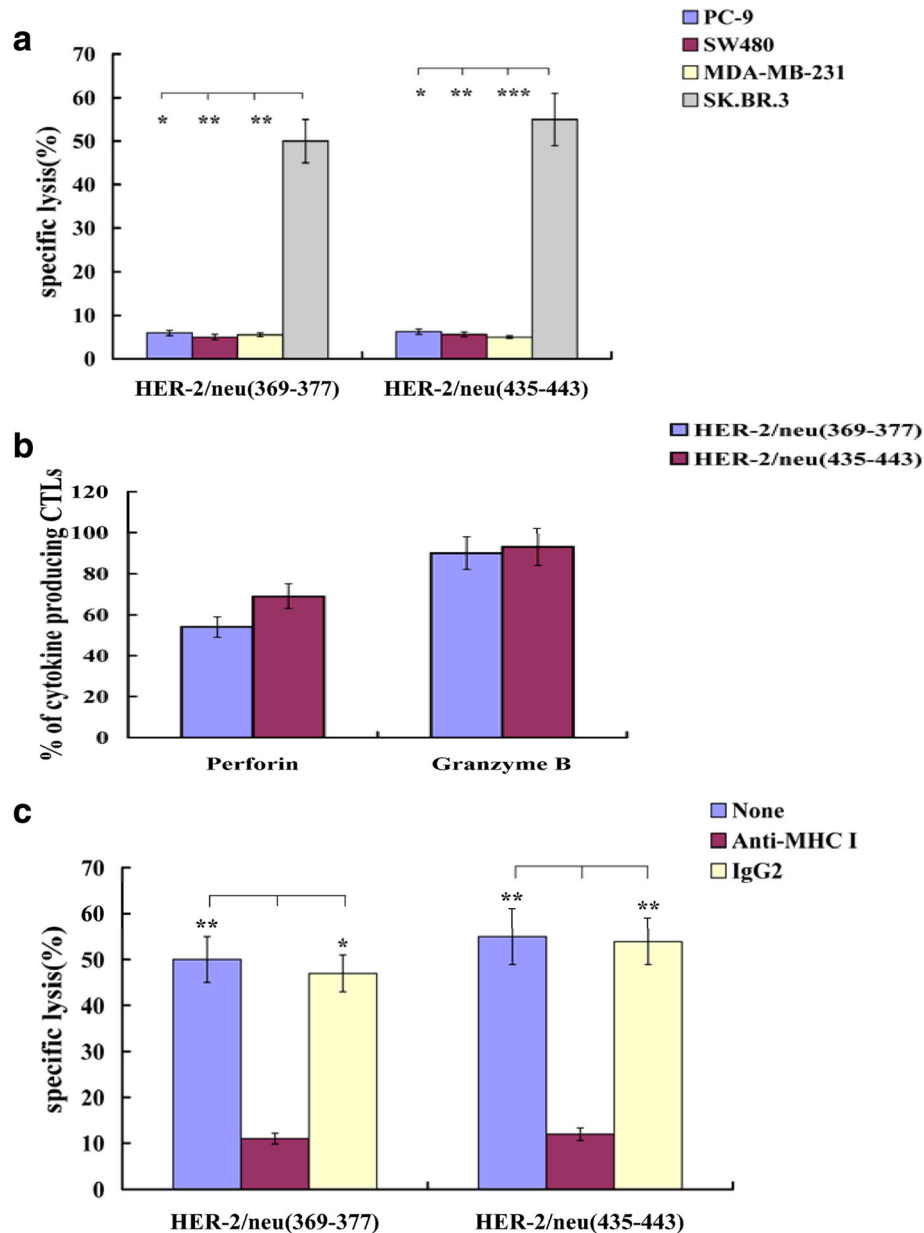 a
PC-9
SW480
MDA-MB-231
SK.BR.3
specific lysis(%)
70
60
50
40
30
20
10
0
* ** ** * ** ***
HER-2/neu(369-377) HER-2/neu(435-443)
b
HER-2/neu(369-377)
HER-2/neu(435-443)
% of cytokine producing CTLs
120
100
80
60
40
20
0
Perforin Granzyme B
c
None
Anti-MHC I
IgG2
specific lysis(%)
70
60
50
40
30
20
10
0
** * ** **
HER-2/neu(369-377) HER-2/neu(435-443)